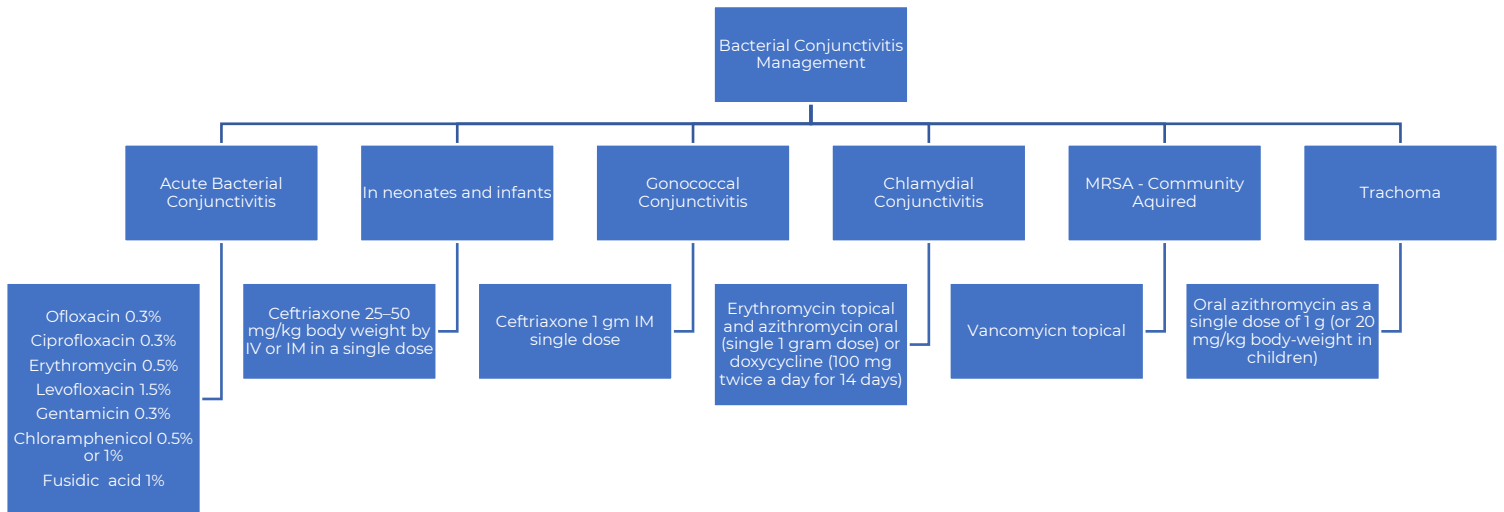 Bacterial Conjunctivitis
Management
Acute Bacterial
Conjunctivitis
In neonates and infants
Gonococcal
Conjunctivitis
Chlamydial
Conjunctivitis
MRSA - Community
Aquired
Trachoma
Ofloxacin 0.3%
Ciprofloxacin 0.3%
Erythromycin 0.5%
Levofloxacin 1.5%
Gentamicin 0.3%
Chloramphenicol 0.5%
or 1%
Fusidic acid 1%
Ceftriaxone 25–50
mg/kg body weight by
IV or IM in a single dose
Ceftriaxone 1 gm IM
single dose
Erythromycin topical
and azithromycin oral
(single 1 gram dose) or
doxycycline (100 mg
twice a day for 14 days)
Vancomyicn topical
Oral azithromycin as a
single dose of 1 g (or 20
mg/kg body-weight in
children)